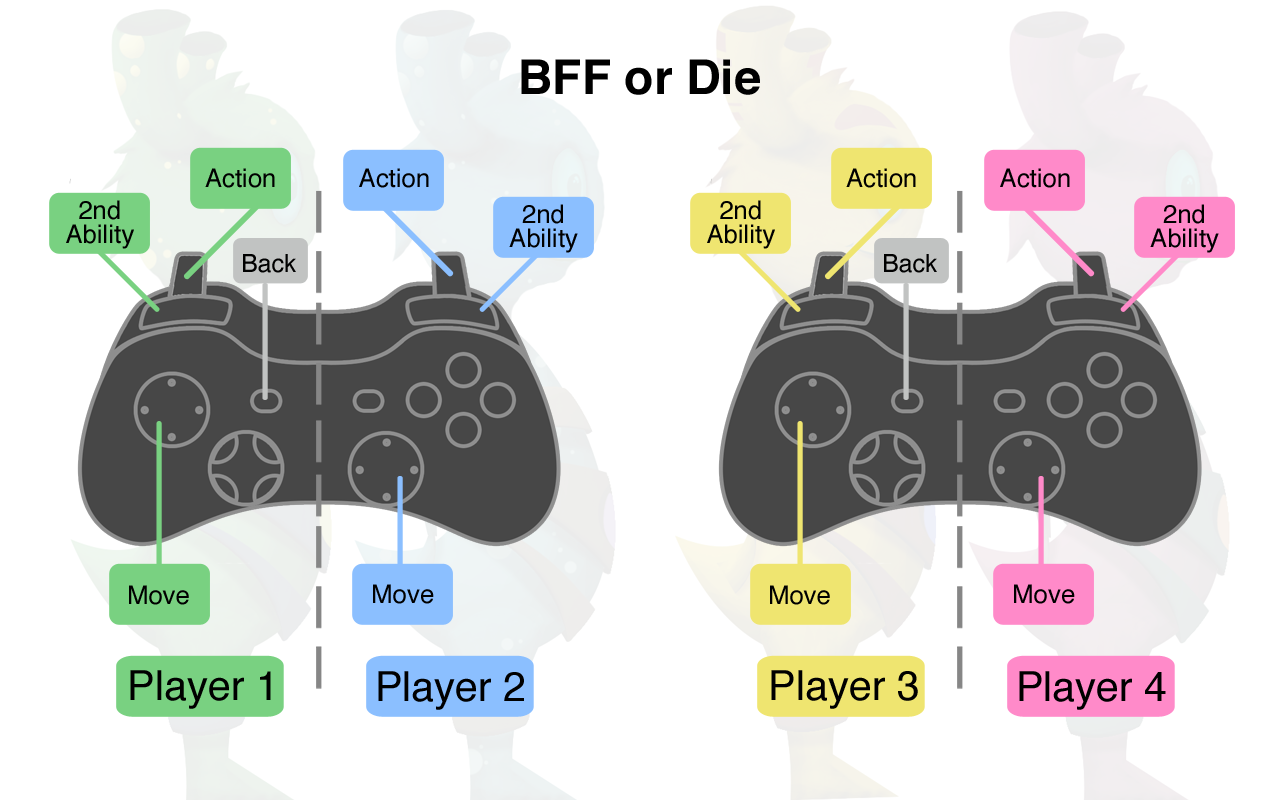 BFF or Die
Action
2nd
Ability
Back
Action
2nd
Ability
Move
Move
Player 1
Player 2
Action
2nd
Ability
Back
Action
2nd
Ability
Move
Move
Player 3
Player 4